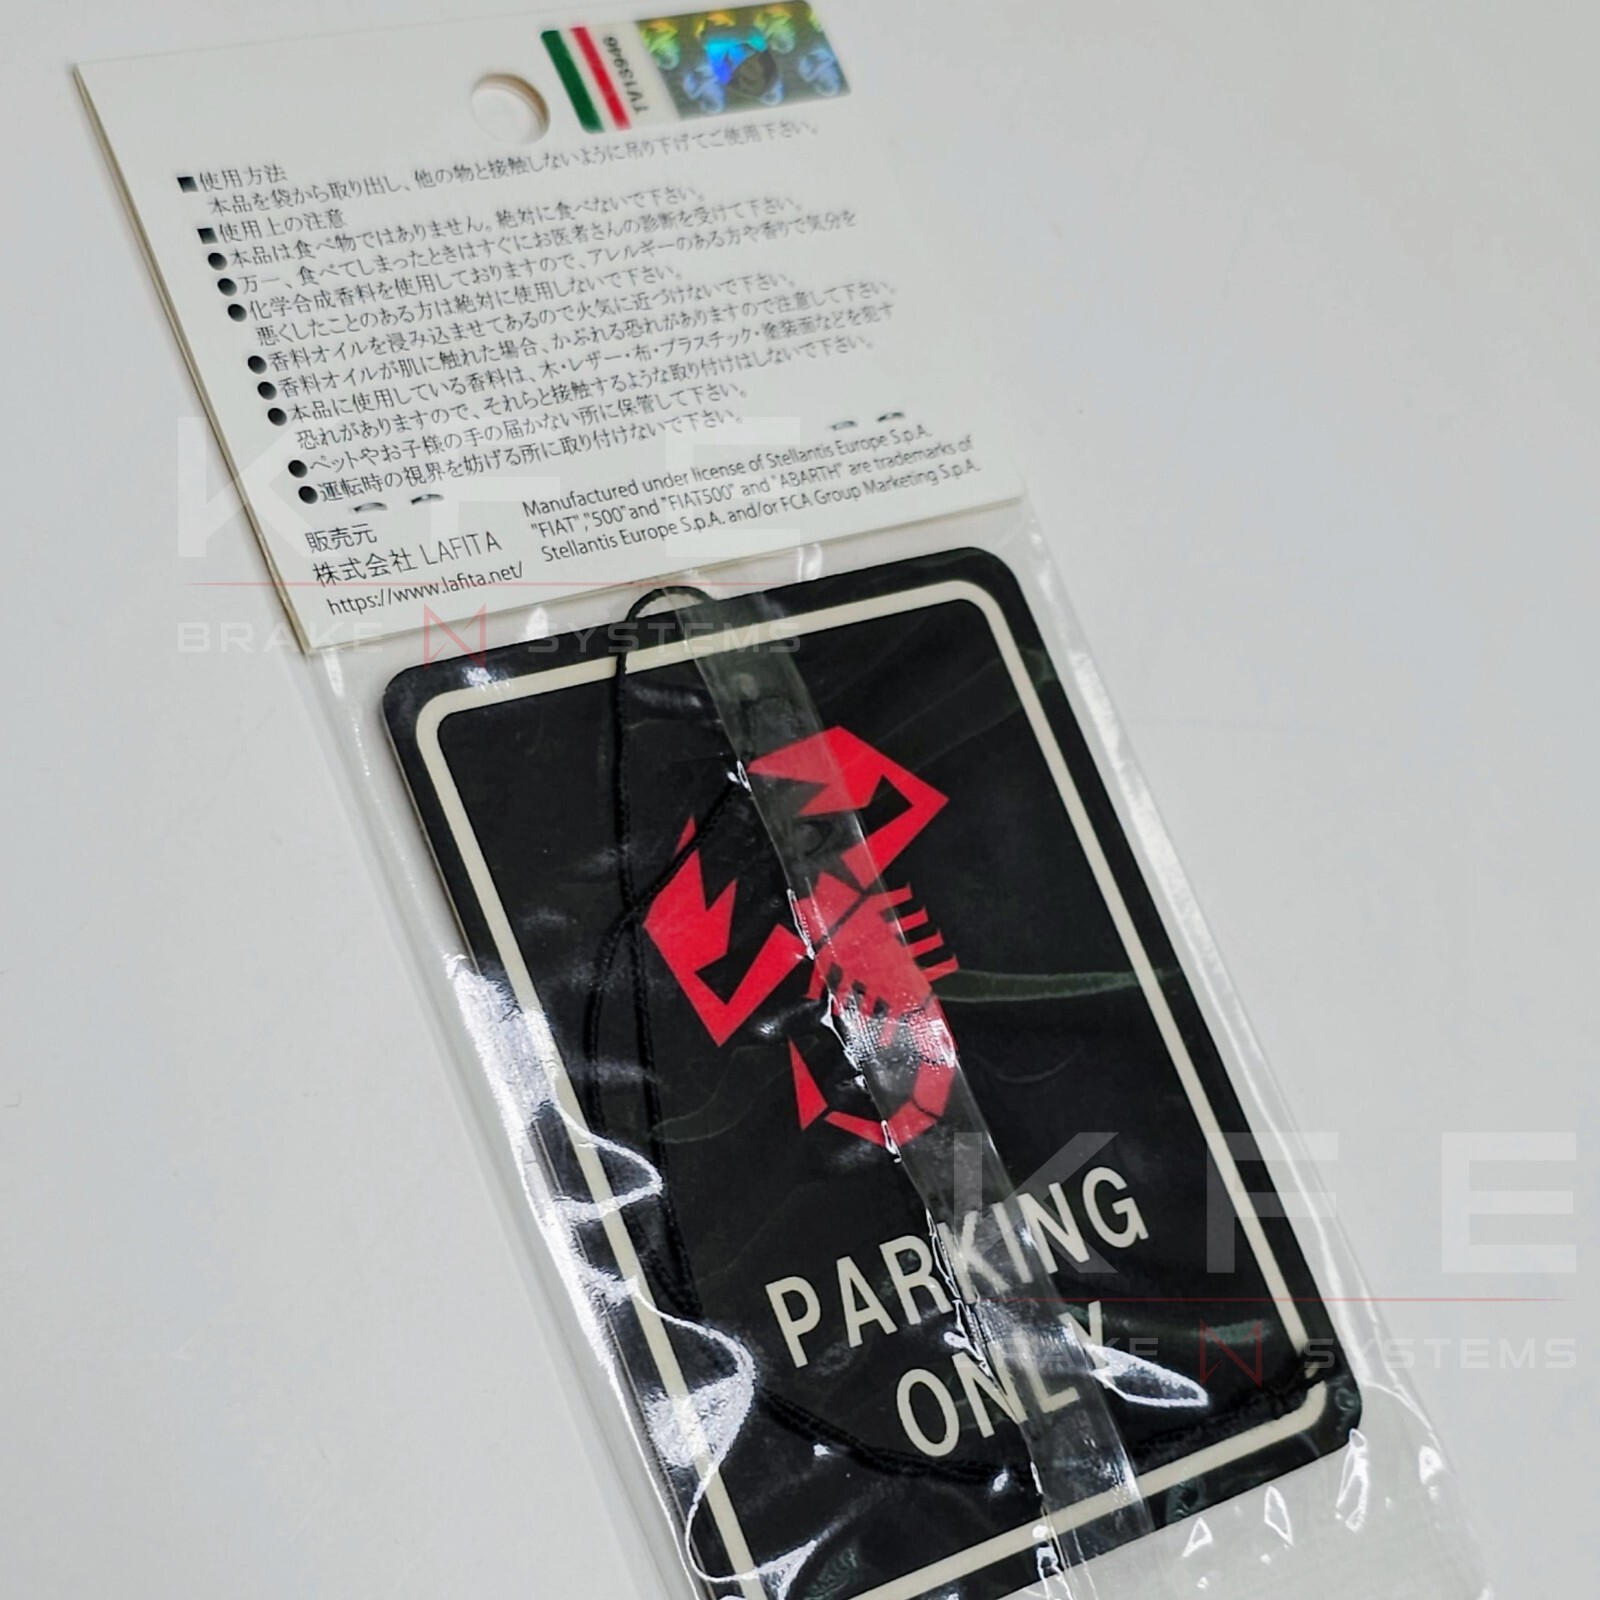 TV13946
■使用方法
本品を袋から取り出し、他の物と接触しないように吊り下げてご使用下さい。
■使用上の注意
●本品は食べ物ではありません。絶対に食べないで下さい。
●万一、食べてしまったときはすぐにお医者さんの診断を受けて下さい。
●化学合成香料を使用しておりますので、アレルギーのある方や香りで気分を
悪くしたことのある方は絶対に使用しないで下さい。
●香料オイルを浸み込ませてあるので火気に近づけないで下さい。
●香料オイルが肌に触れた場合、かぶれる恐れがありますので注意して下さい。
●本品に使用している香料は、木・レザー・布・プラスチック・塗装面などを犯す
恐れがありますので、それらと接触するような取り付けはしないで下さい。
●ペットやお子様の手の届かない所に保管して下さい。
●運転時の視界を妨げる所に取り付けないで下さい。
販売元
株式会社 LAFITA
https://www.lafita.net/
Manufactured under license of Stellantis Europe S.p.A.
"FIAT","500"and "FIAT500" and "ABARTH" are trademarks of
Stellantis Europe S.p.A. and/or FCA Group Marketing S.p.A.
KFE
BRAKE SYSTEMS
PARKING
ONLY
KFE
BRAKE SYSTEMS